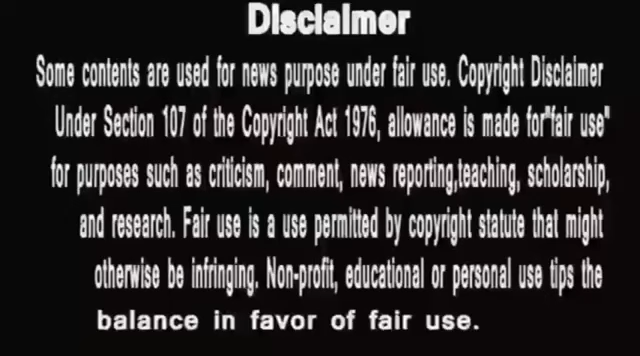 Disclaimer
Some contents are used for news purpose under fair use. Copyright Disclaimer
Under Section 107 of the Copyright Act 1976, allowance is made for"fair use"
for purposes such as criticism, comment, news reporting,teaching, scholarship,
and research. Fair use is a use permitted by copyright statute that might
otherwise be infringing. Non-profit, educational or personal use tips the
balance in favor of fair use.